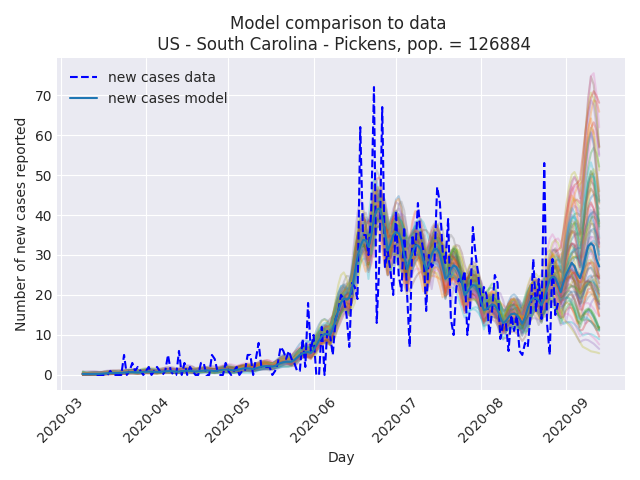 Model comparison to data
US - South Carolina - Pickens, pop. = 126884
new cases data
new cases model
Number of new cases reported
70
60
50
40
30
20
10
0
2020-03
2020-04
2020-05
2020-06
2020-07
2020-08
2020-09
Day